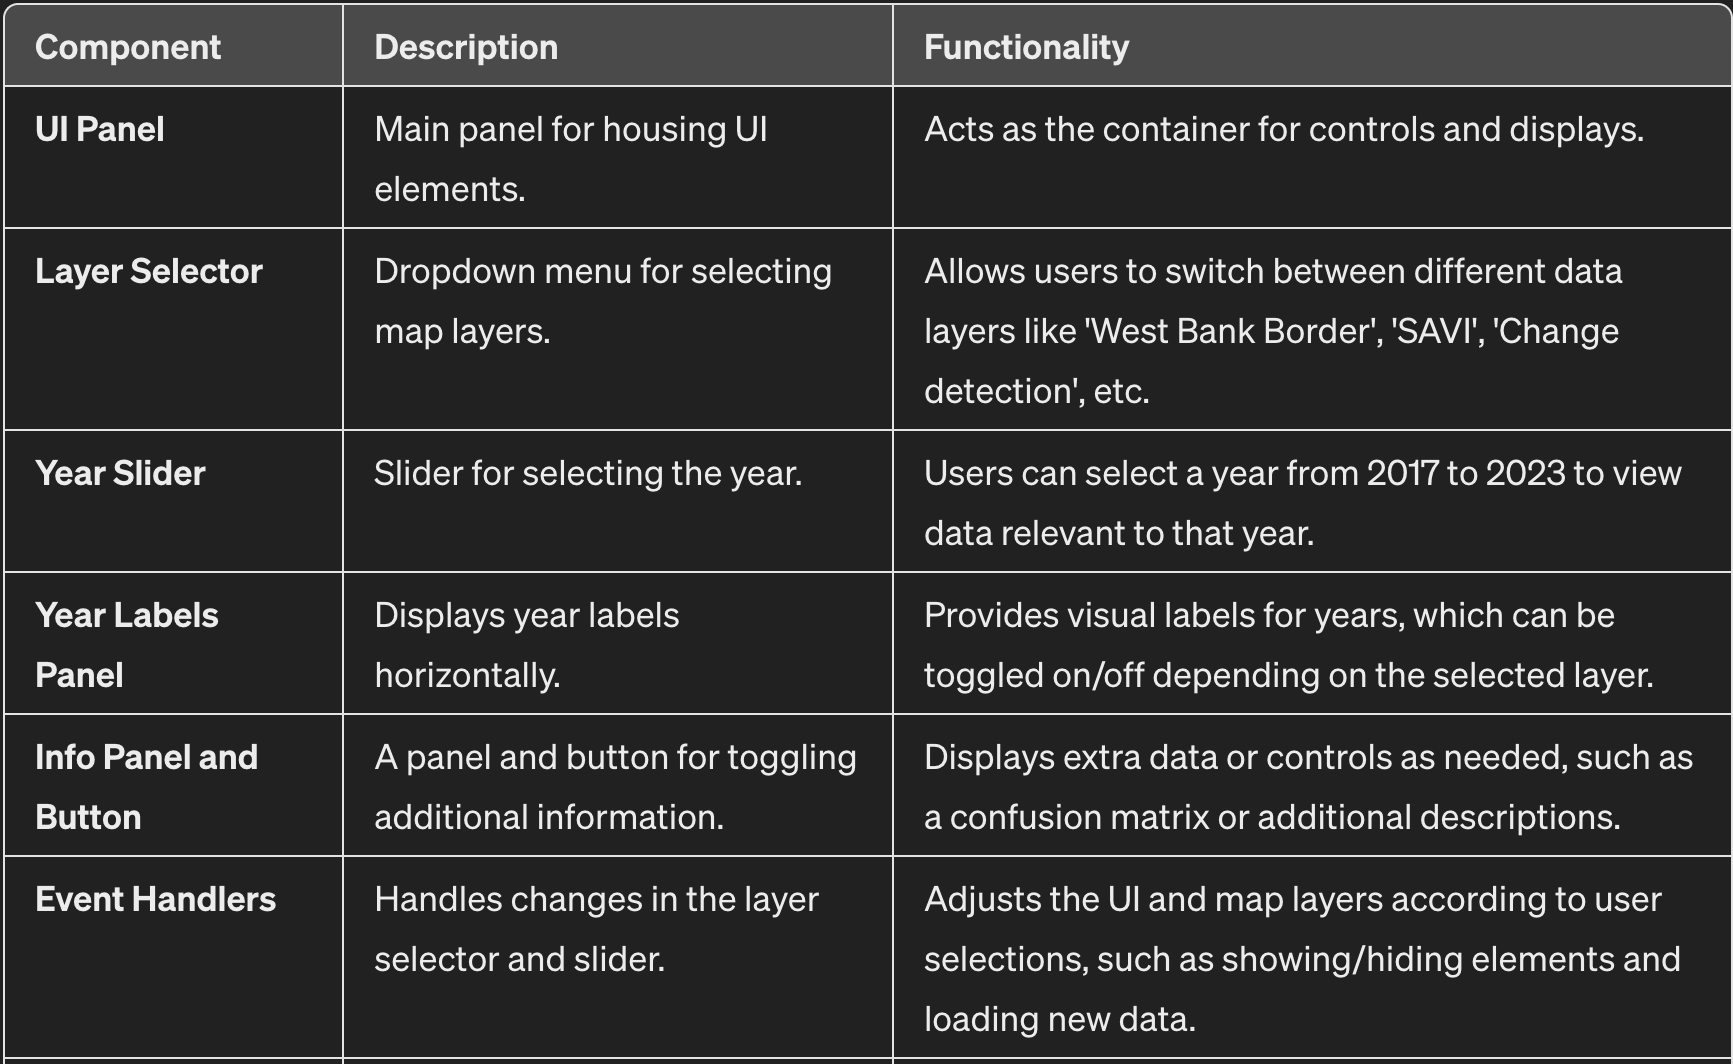 Component Description Functionality
UI Panel Main panel for housing UI Acts as the container for controls and displays.
elements.
Layer Selector Dropdown menu for selecting Allows users to switch between different data
map layers. layers like 'West Bank Border', 'SAVI', 'Change
detection', etc.
Year Slider Slider for selecting the year. Users can select a year from 2017 to 2023 to view
data relevant to that year.
Year Labels Displays year labels Provides visual labels for years, which can be
Panel horizontally. toggled on/off depending on the selected layer.
Info Panel and A panel and button for toggling Displays extra data or controls as needed, such as
Button additional information. a confusion matrix or additional descriptions.
Event Handlers Handles changes in the layer Adjusts the UI and map layers according to user
selector and slider. selections, such as showing/hiding elements and
loading new data.